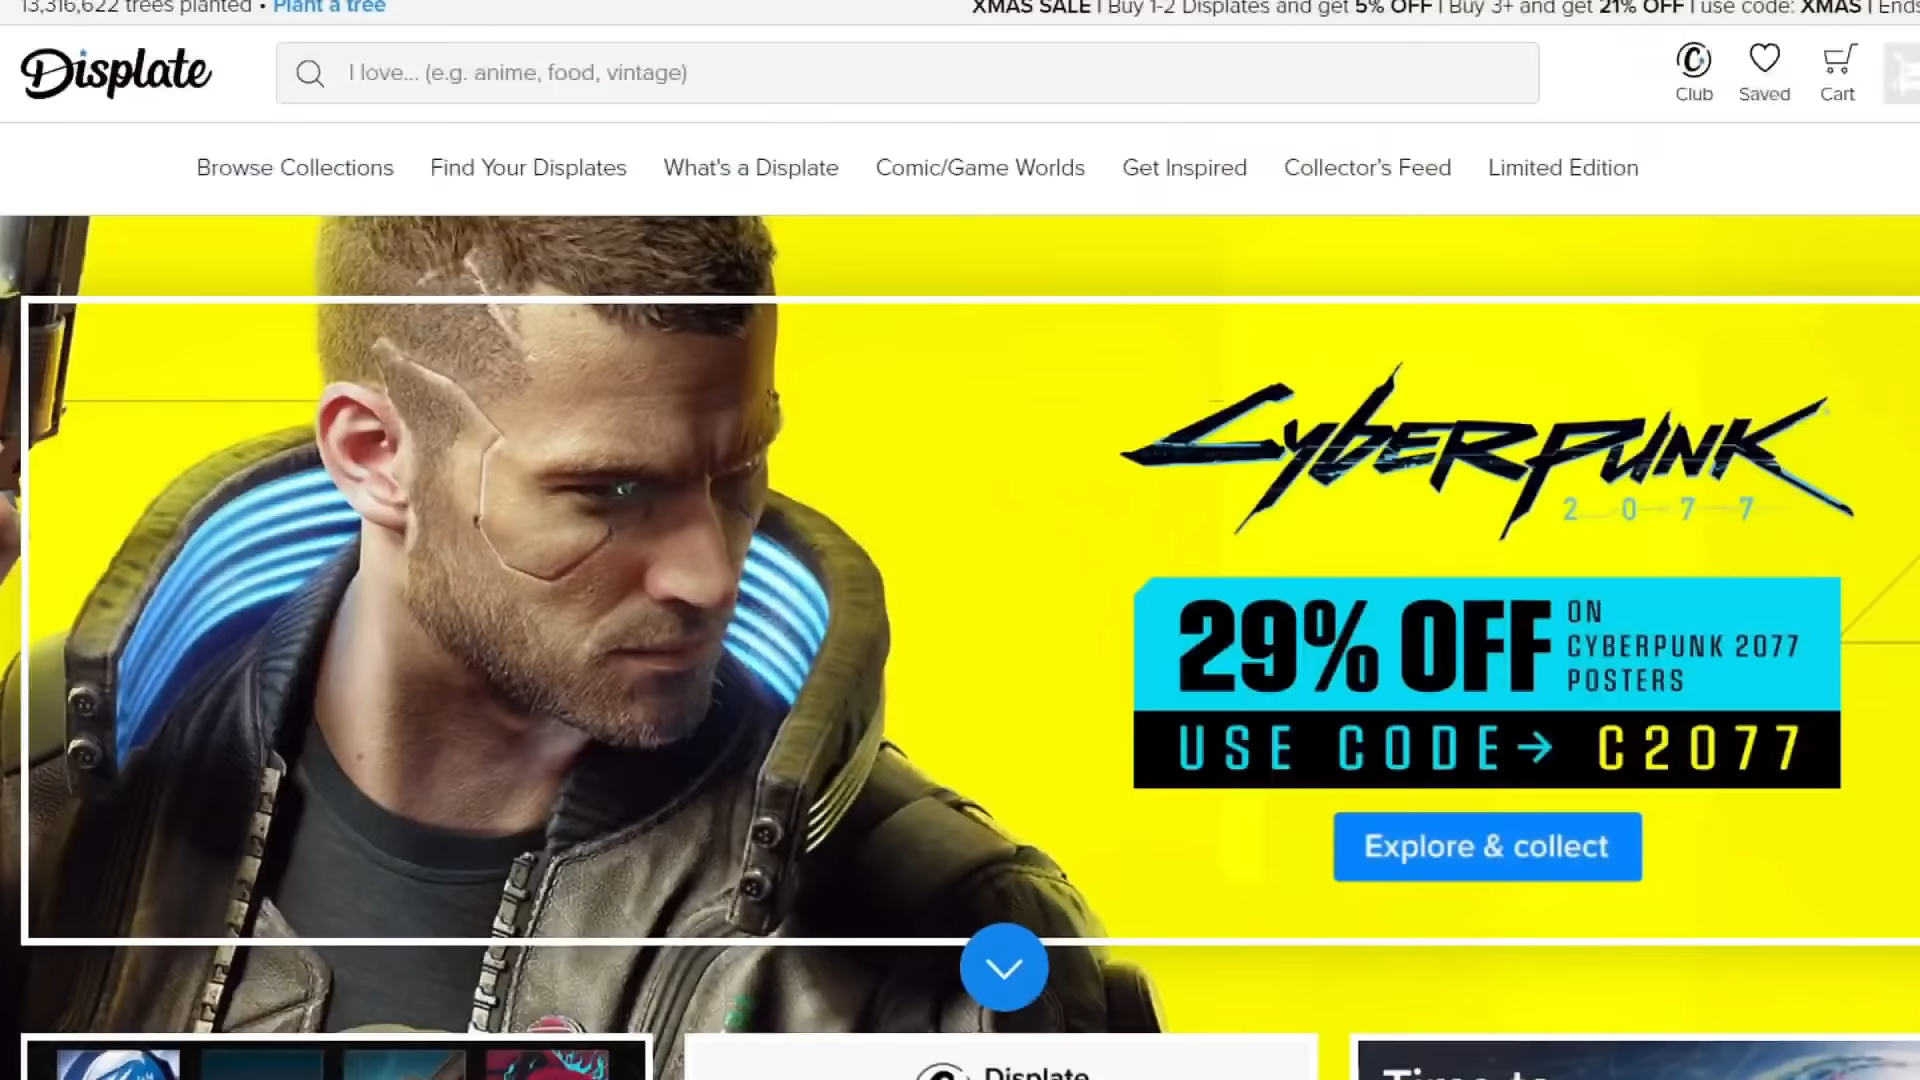 13,316,622 trees planted • Plant a tree
XMAS SALE | Buy 1-2 Displates and get 5% OFF | Buy 3+ and get 21% OFF | use code: XMAS | Ends
Displate
I love... (e.g. anime, food, vintage)
Club
Saved
Cart
Browse Collections
Find Your Displates
What's a Displate
Comic/Game Worlds
Get Inspired
Collector's Feed
Limited Edition
CYBERPUNK
2077
29% OFF
ON
CYBERPUNK 2077
POSTERS
USE CODE→ C2077
Explore & collect
Displate
Time to